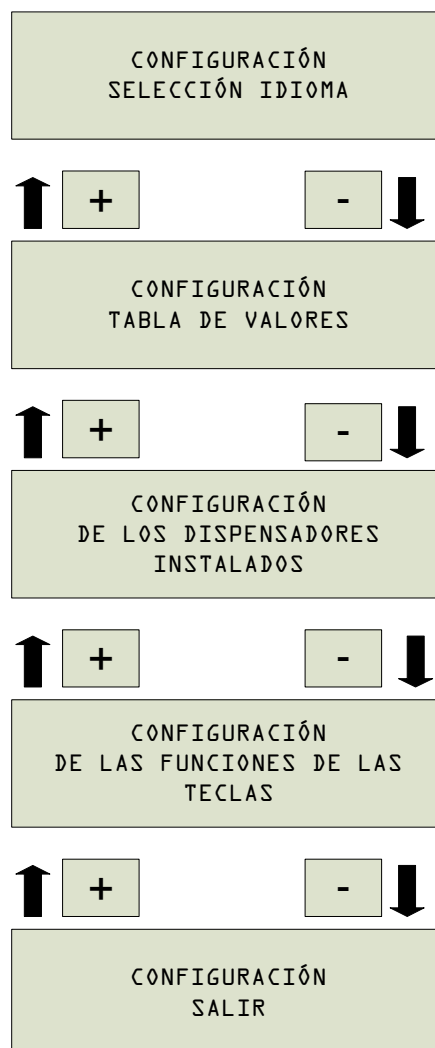 CONFIGURACIÓN
SELECCIÓN IDIOMA
+ -
CONFIGURACIÓN
TABLA DE VALORES
+ -
CONFIGURACIÓN
DE LOS DISPENSADORES
INSTALADOS
+ -
CONFIGURACIÓN
DE LAS FUNCIONES DE LAS
TECLAS
+ -
CONFIGURACIÓN
SALIR